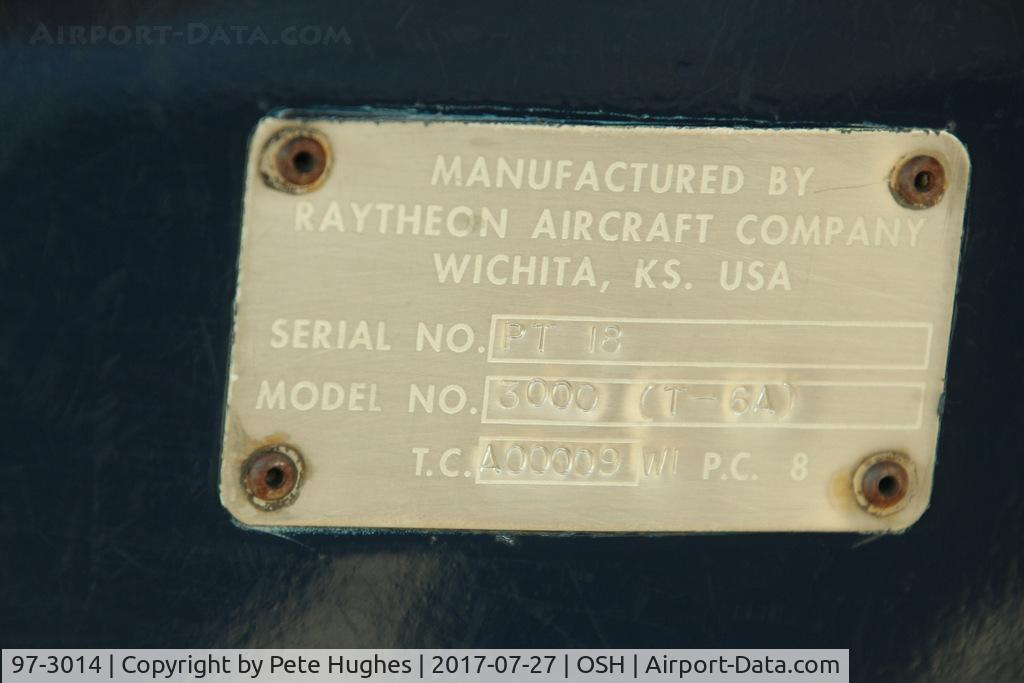 AIRPORT-DATA.COM
MANUFACTURED BY
RAYTHEON AIRCRAFT COMPANY
WICHITA, KS. USA
SERIAL NO. PT 18
MODEL NO. 3000 (T-6A)
T.C. A00009 WI P.C. 8
97-3014 | Copyright by Pete Hughes | 2017-07-27 | OSH | Airport-Data.com